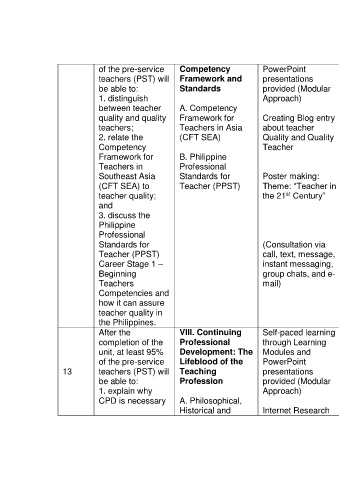 of the pre-service
teachers (PST) will
be able to:
1. distinguish
between teacher
quality and quality
teachers;
2. relate the
Competency
Framework for
Teachers in
Southeast Asia
(CFT SEA) to
teacher quality;
and
3. discuss the
Philippine
Professional
Standards for
Teacher (PPST)
Career Stage 1 –
Beginning
Teachers
Competencies and
how it can assure
teacher quality in
the Philippines.
Competency
Framework and
Standards
A. Competency
Framework for
Teachers in Asia
(CFT SEA)
B. Philippine
Professional
Standards for
Teacher (PPST)
PowerPoint
presentations
provided (Modular
Approach)
Creating Blog entry
about teacher
Quality and Quality
Teacher
Poster making:
Theme: “Teacher in
the 21st Century”
(Consultation via
call, text, message,
instant messaging,
group chats, and e-
mail)
13
After the
completion of the
unit, at least 95%
of the pre-service
teachers (PST) will
be able to:
1. explain why
CPD is necessary
VIII. Continuing
Professional
Development: The
Lifeblood of the
Teaching
Profession
A. Philosophical,
Historical and
Self-paced learning
through Learning
Modules and
PowerPoint
presentations
provided (Modular
Approach)
Internet Research